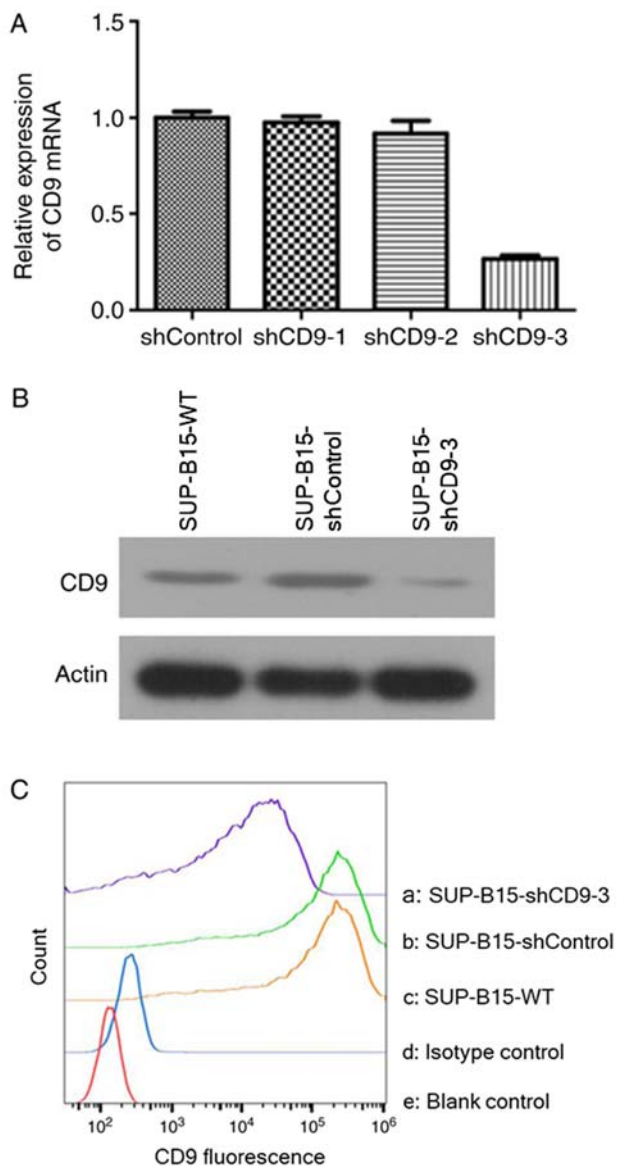 A
Relative expression
of CD9 mRNA
1.5
1.0
0.5
0.0
shControl shCD9-1 shCD9-2 shCD9-3
B
SUP-B15-WT
SUP-B15-
shControl
SUP-B15-
shCD9-3
CD9
Actin
C
Count
a: SUP-B15-shCD9-3
b: SUP-B15-shControl
c: SUP-B15-WT
d: Isotype control
e: Blank control
10² 10³ 10⁴ 10⁵ 10⁶
CD9 fluorescence